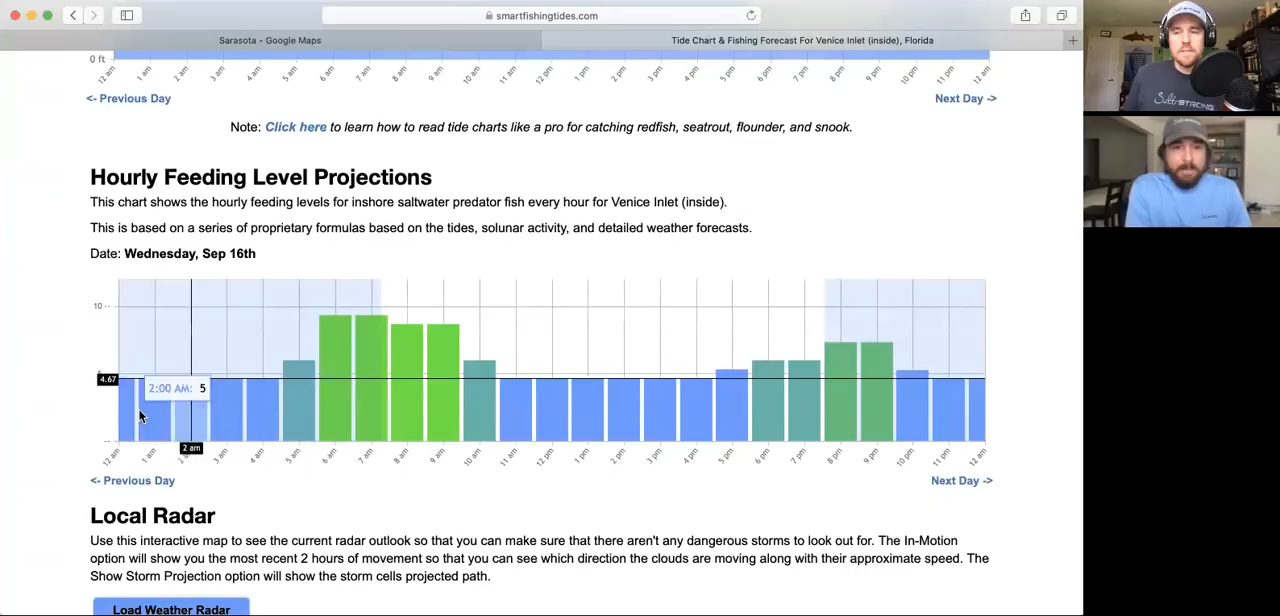 smartfishingtides.com
Sarasota - Google Maps
Tide Chart & Fishing Forecast For Venice Inlet (inside), Florida
0 ft
12 am 1 am 2 am 3 am 4 am 5 am 6 am 7 am 8 am 9 am 10 am 11 am 12 pm 1 pm 2 pm 3 pm 4 pm 5 pm 6 pm 7 pm 8 pm 9 pm 10 pm 11 pm 12 am
<- Previous Day
Next Day ->
Note: Click here to learn how to read tide charts like a pro for catching redfish, seatrout, flounder, and snook.
Hourly Feeding Level Projections
This chart shows the hourly feeding levels for inshore saltwater predator fish every hour for Venice Inlet (inside).
This is based on a series of proprietary formulas based on the tides, solunar activity, and detailed weather forecasts.
Date: Wednesday, Sep 16th
10
4.67
2:00 AM: 5
2 am
12 am 1 am 3 am 4 am 5 am 6 am 7 am 8 am 9 am 10 am 11 am 12 pm 1 pm 2 pm 3 pm 4 pm 5 pm 6 pm 7 pm 8 pm 9 pm 10 pm 11 pm 12 am
<- Previous Day
Next Day ->
Local Radar
Use this interactive map to see the current radar outlook so that you can make sure that there aren't any dangerous storms to look out for. The In-Motion
option will show you the most recent 2 hours of movement so that you can see which direction the clouds are moving along with their approximate speed. The
Show Storm Projection option will show the storm cells projected path.
Load Weather Radar
Salt STRONG